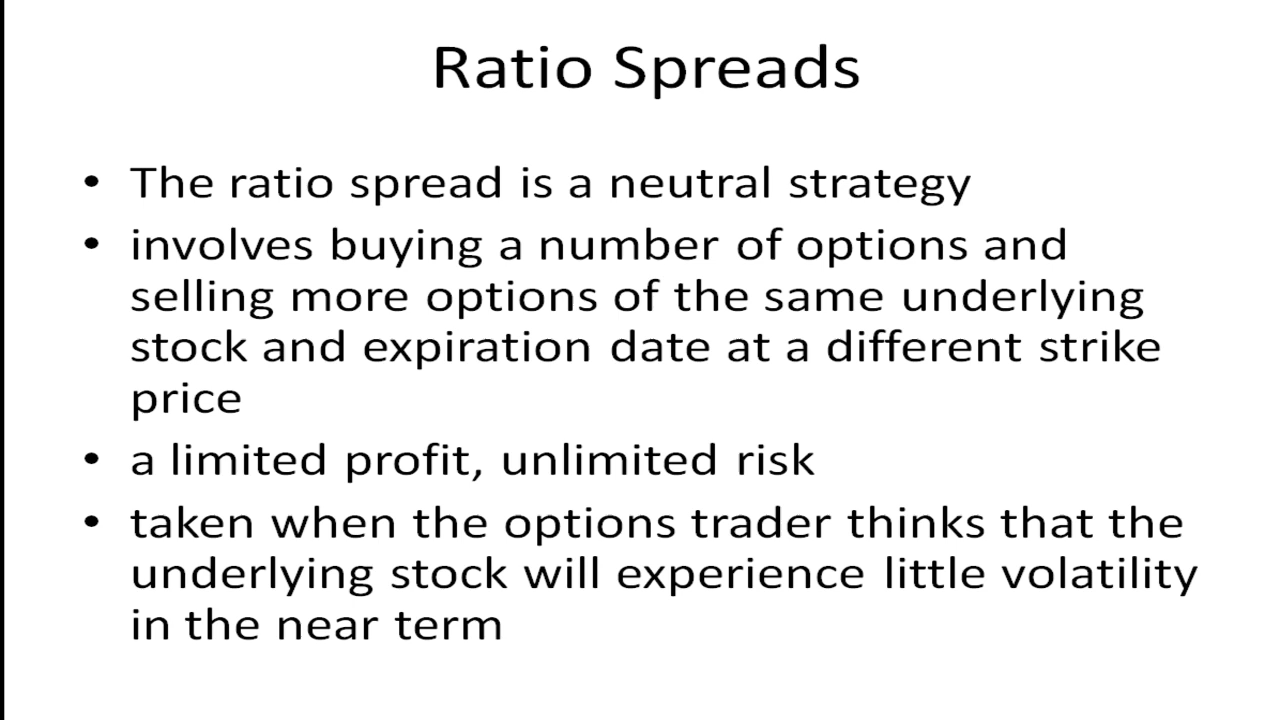 Ratio Spreads
• The ratio spread is a neutral strategy
• involves buying a number of options and
selling more options of the same underlying
stock and expiration date at a different strike
price
• a limited profit, unlimited risk
• taken when the options trader thinks that the
underlying stock will experience little volatility
in the near term